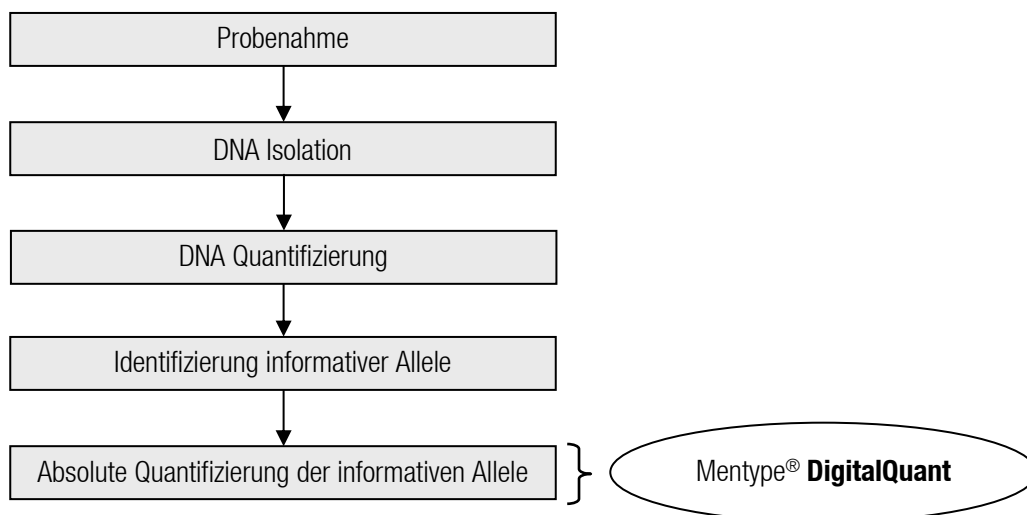 Probenahme
DNA Isolation
DNA Quantifizierung
Identifizierung informativer Allele
Absolute Quantifizierung der informativen Allele
Mentype® DigitalQuant